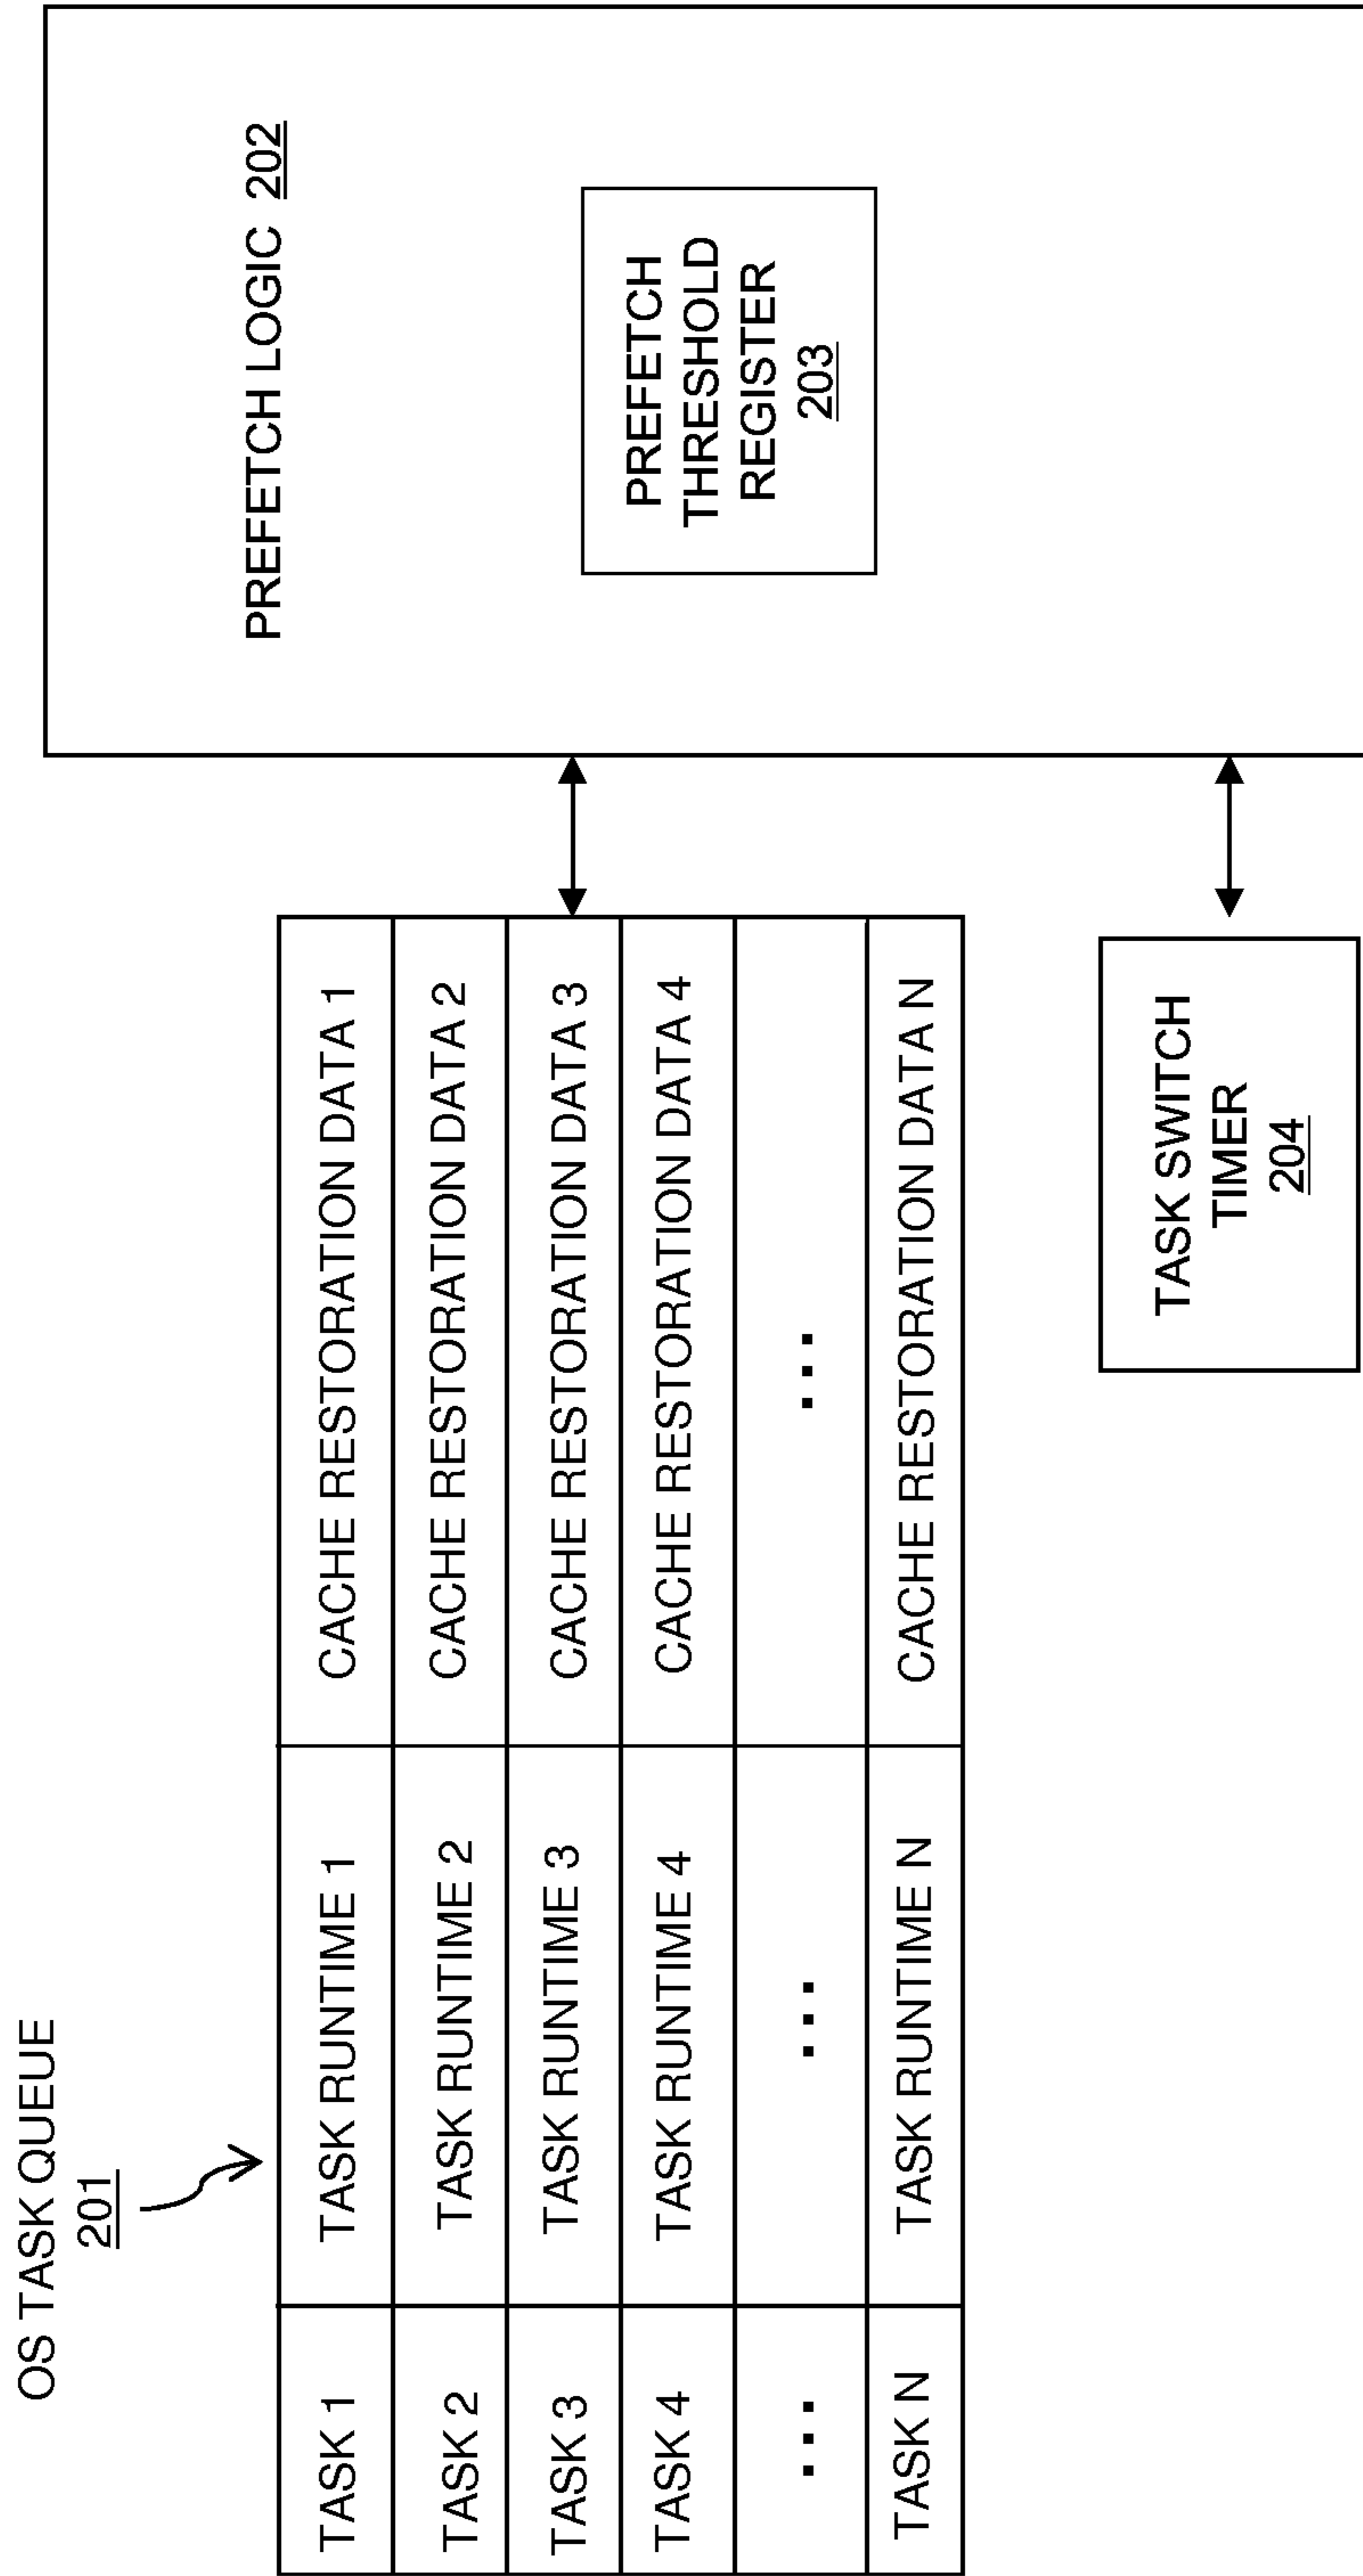 OS TASK QUEUE
201
TASK 1 TASK RUNTIME 1 CACHE RESTORATION DATA 1
TASK 2 TASK RUNTIME 2 CACHE RESTORATION DATA 2
TASK 3 TASK RUNTIME 3 CACHE RESTORATION DATA 3
TASK 4 TASK RUNTIME 4 CACHE RESTORATION DATA 4
... ... ...
TASK N TASK RUNTIME N CACHE RESTORATION DATA N
PREFETCH LOGIC 202
PREFETCH
THRESHOLD
REGISTER
203
TASK SWITCH
TIMER
204